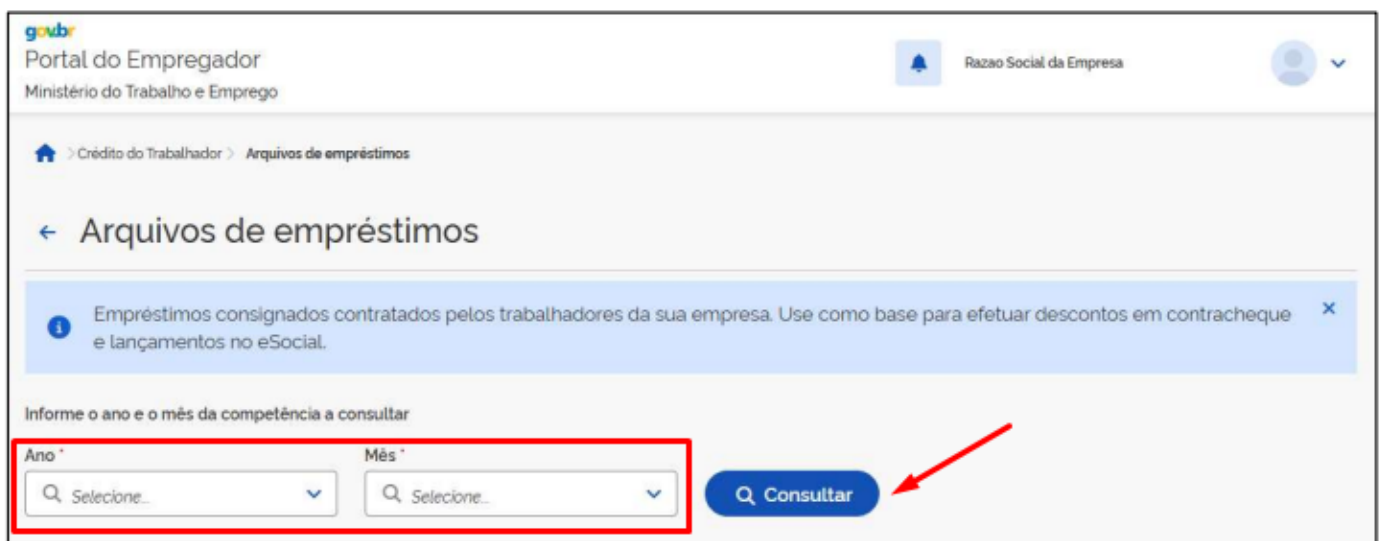 gov.br
Portal do Empregador
Ministério do Trabalho e Emprego
Razao Social da Empresa
Crédito do Trabalhador > Arquivos de empréstimos
Arquivos de empréstimos
Empréstimos consignados contratados pelos trabalhadores da sua empresa. Use como base para efetuar descontos em contracheque
e lançamentos no eSocial.
Informe o ano e o mês da competência a consultar
Ano * Mês *
Selecione... Selecione... Consultar